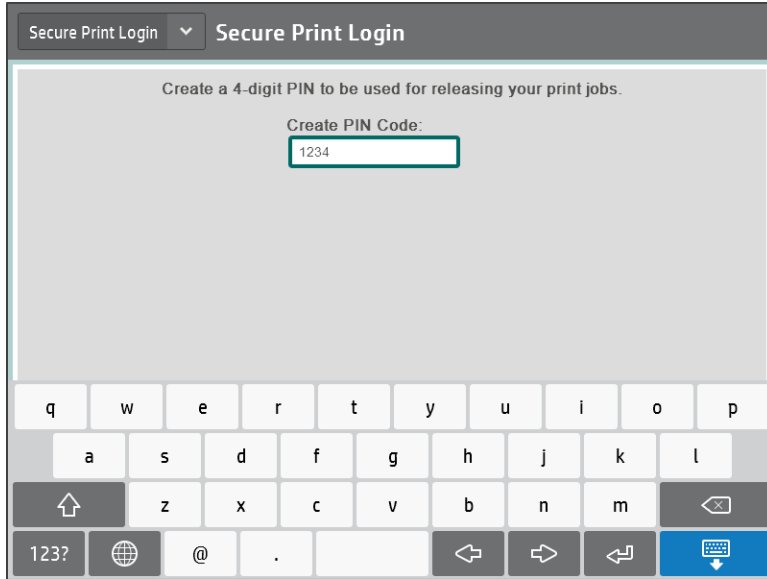 Secure Print Login Secure Print Login
Create a 4-digit PIN to be used for releasing your print jobs.
Create PIN Code:
1234
q w e r t y u i o p
a s d f g h j k l
z x c v b n m
123? @ .